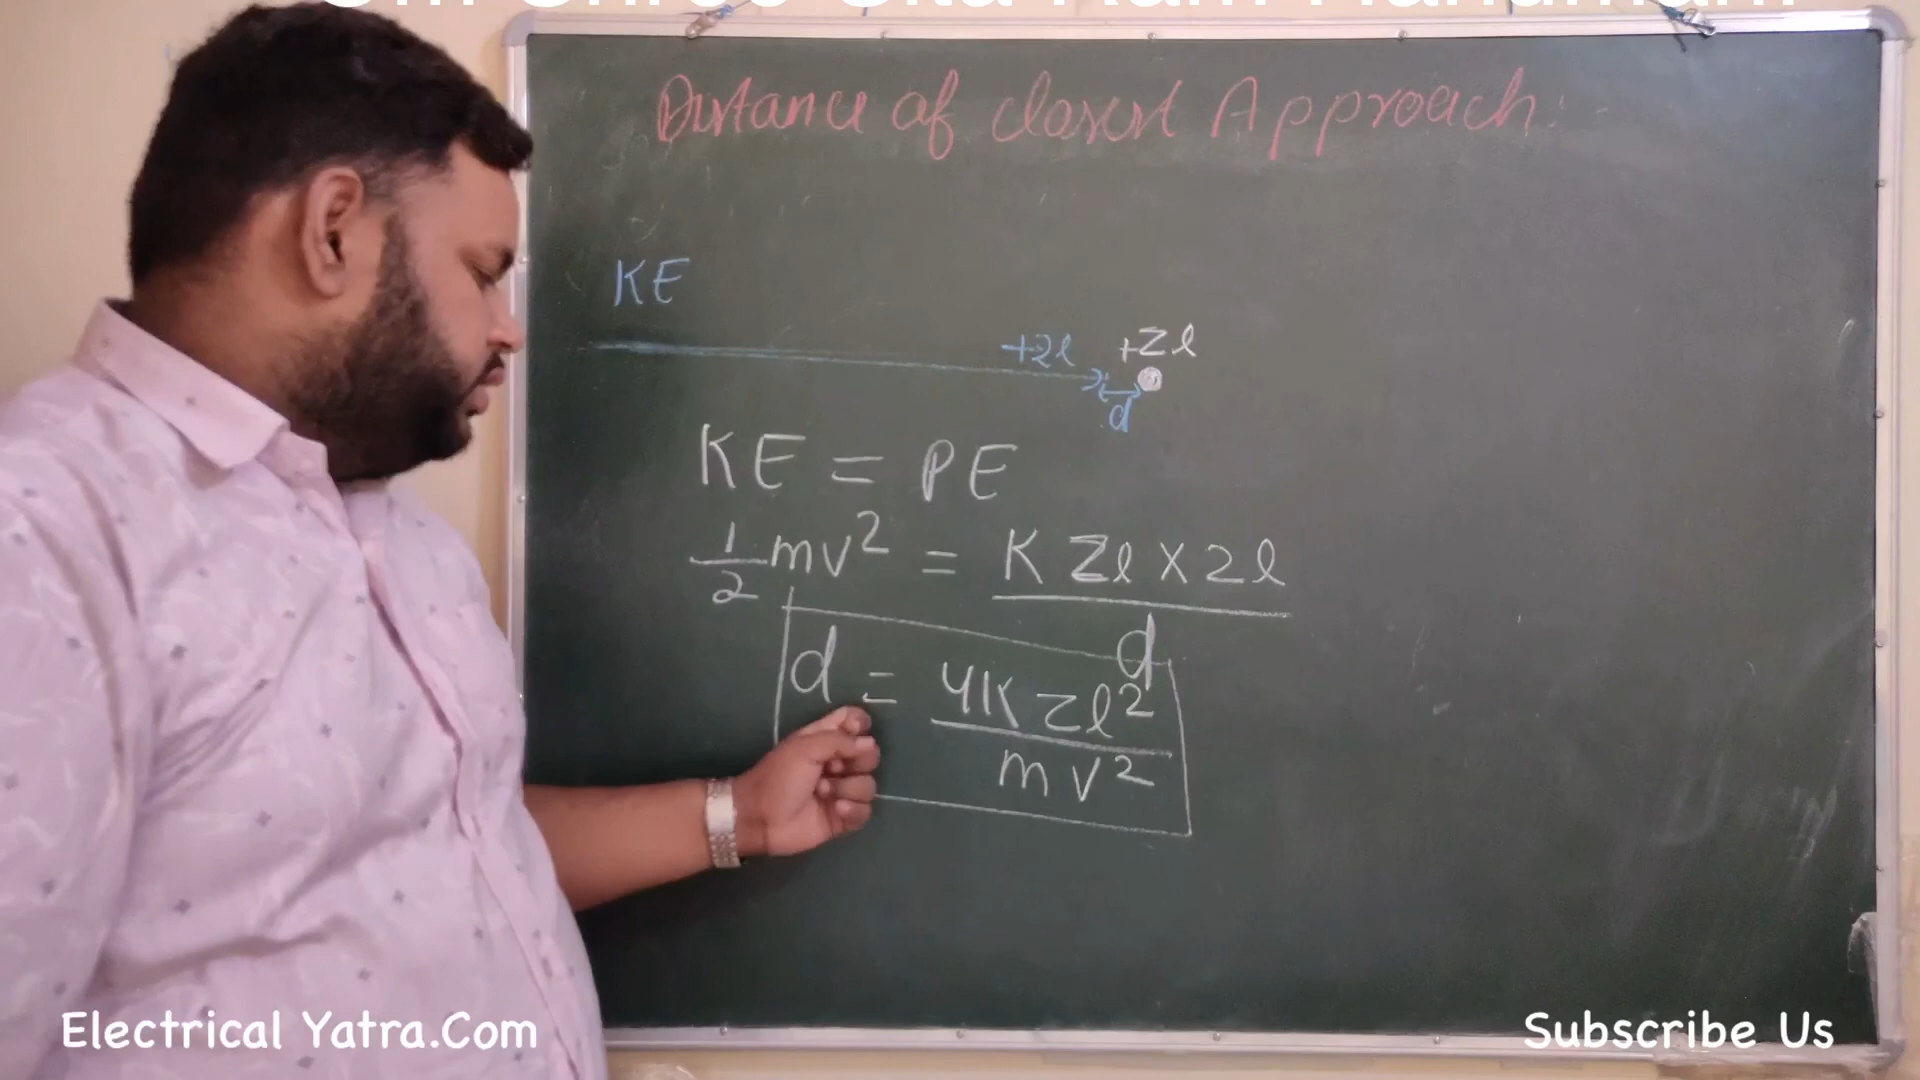 Distance of closest Approach:
KE
+2e +Ze
d
KE = PE
1/2 mv² = K Ze x 2e / d
d = 4K Ze² / mv²
Electrical Yatra.Com
Subscribe Us